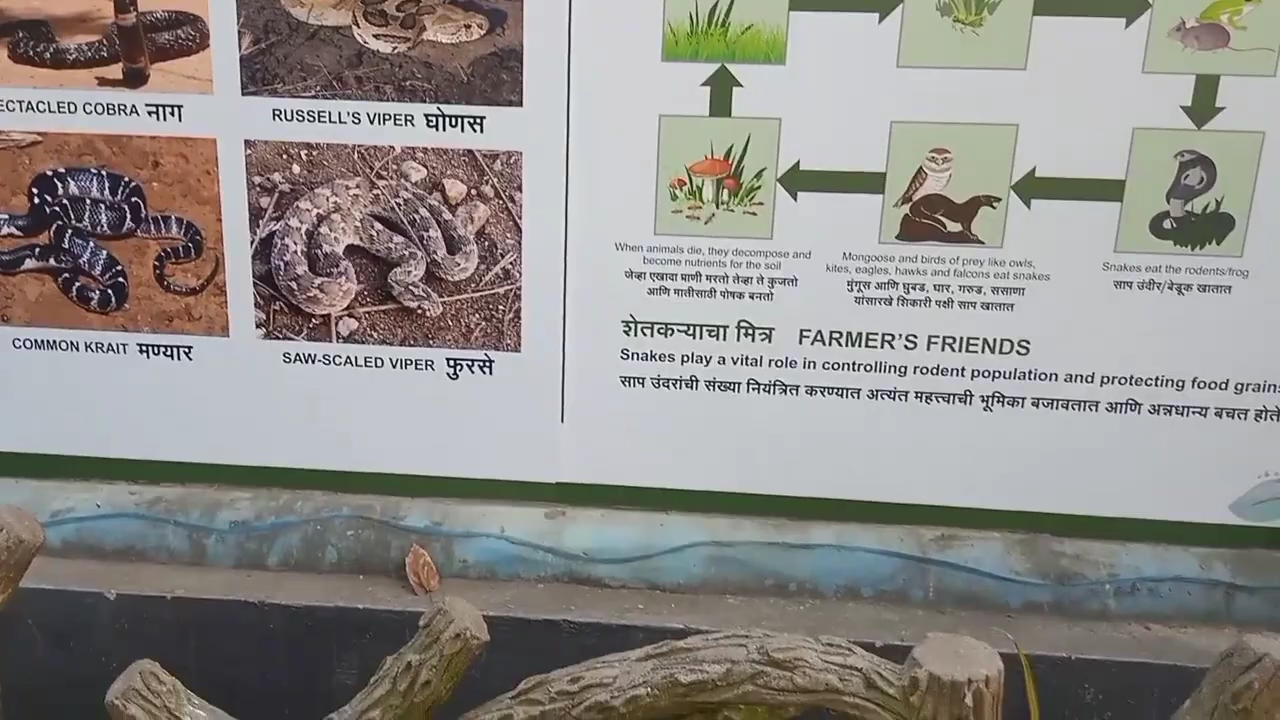 ECTACLED COBRA नाग
RUSSELL'S VIPER घोणस
COMMON KRAIT मण्यार
SAW-SCALED VIPER फुरसे
When animals die, they decompose and
become nutrients for the soil
जेव्हा एखादा प्राणी मरतो तेव्हा ते कुजतो
आणि मातीसाठी पोषक बनतो
Mongoose and birds of prey like owls,
kites, eagles, hawks and falcons eat snakes
मुंगूस आणि घुबड, घार, गरुड, ससाणा
यांसारखे शिकारी पक्षी साप खातात
Snakes eat the rodents/frog
साप उंदीर/बेडूक खातात
शेतकऱ्याचा मित्र FARMER'S FRIENDS
Snakes play a vital role in controlling rodent population and protecting food grain
साप उंदरांची संख्या नियंत्रित करण्यात अत्यंत महत्त्वाची भूमिका बजावतात आणि अन्नधान्य बचत होते